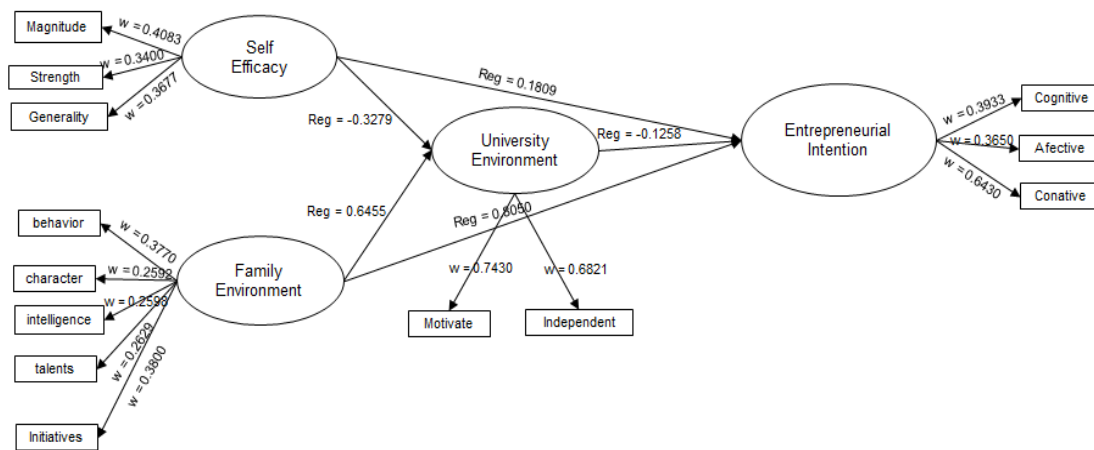 Magnitude
w = 0.4083
Strength
w = 0.3400
Generality
w = 0.3677
Self
Efficacy
Reg = 0.1809
Reg = -0.3279
University
Environment
Reg = -0.1258
Entrepreneurial
Intention
w = 0.3933
Cognitive
w = 0.3650
Afective
w = 0.6430
Conative
Reg = 0.6455
Reg = 0.8050
behavior
w = 0.3770
character
w = 0.2592
intelligence
w = 0.2598
talents
w = 0.2629
Initiatives
w = 0.3800
Family
Environment
w = 0.7430
w = 0.6821
Motivate
Independent